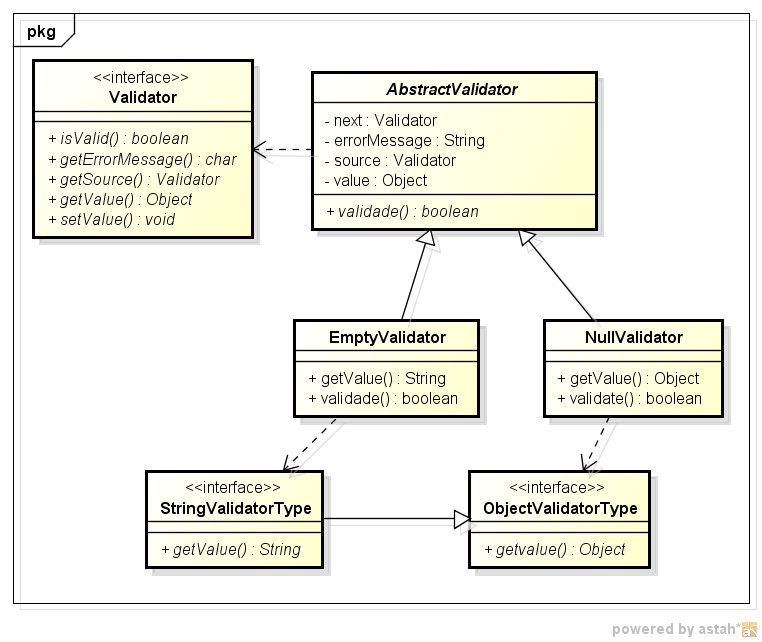 pkg
<<interface>>
Validator
+ isValid() : boolean
+ getErrorMessage() : char
+ getSource() : Validator
+ getValue() : Object
+ setValue() : void
AbstractValidator
- next : Validator
- errorMessage : String
- source : Validator
- value : Object
+ validade() : boolean
EmptyValidator
+ getValue() : String
+ validade() : boolean
NullValidator
+ getValue() : Object
+ validate() : boolean
<<interface>>
StringValidatorType
+ getValue() : String
<<interface>>
ObjectValidatorType
+ getvalue() : Object
powered by astah*